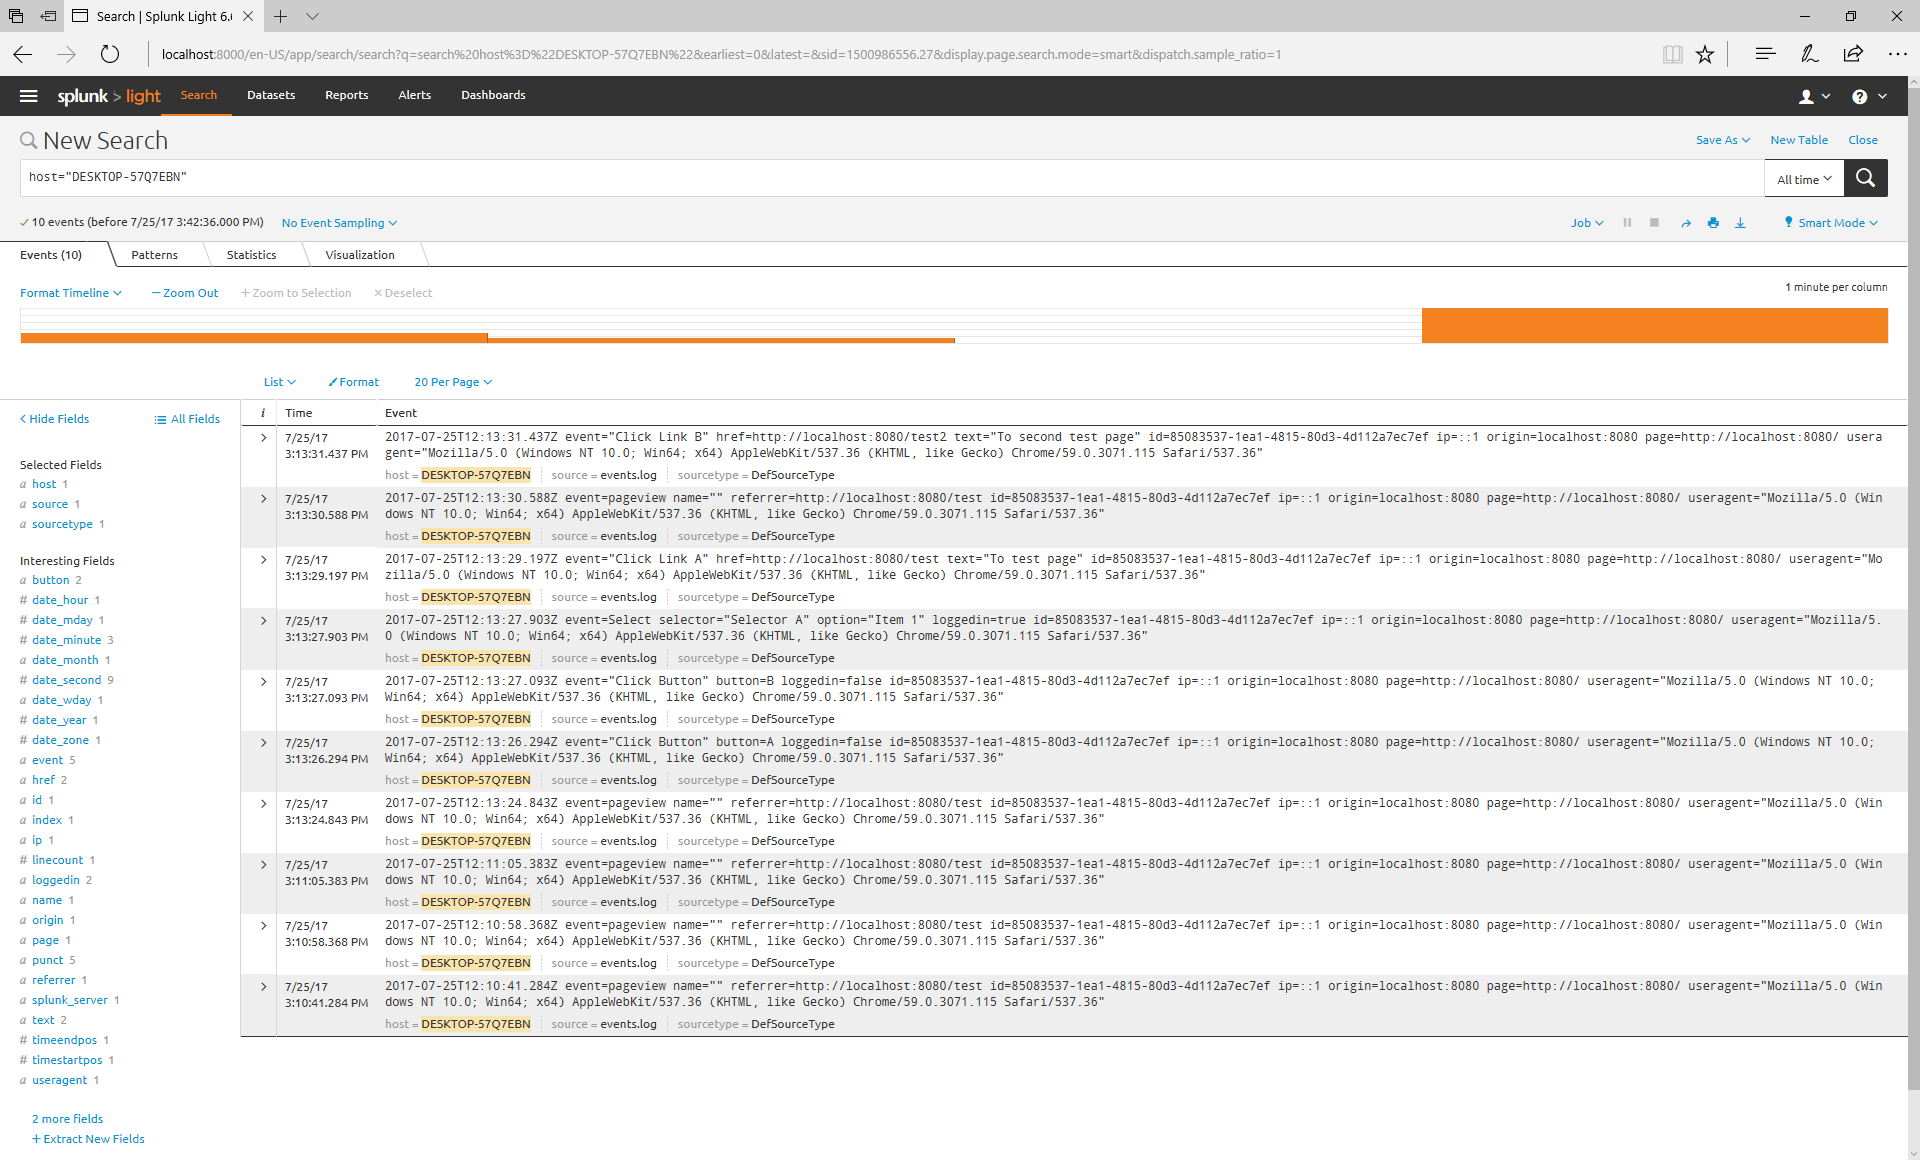 Search | Splunk Light 6.
localhost:8000/en-US/app/search/search?q=search%20host%3D%22DESKTOP-57Q7EBN%22&earliest=0&latest=&sid=1500986556.27&display.page.search.mode=smart&dispatch.sample_ratio=1
splunk > light Search Datasets Reports Alerts Dashboards
New Search
Save As New Table Close
host="DESKTOP-57Q7EBN"
All time
10 events (before 7/25/17 3:42:36.000 PM) No Event Sampling
Job Smart Mode
Events (10) Patterns Statistics Visualization
Format Timeline — Zoom Out + Zoom to Selection × Deselect
1 minute per column
List Format 20 Per Page
< Hide Fields All Fields
Selected Fields
a host 1
a source 1
a sourcetype 1
Interesting Fields
a button 2
# date_hour 1
# date_mday 1
# date_minute 3
a date_month 1
# date_second 9
a date_wday 1
# date_year 1
# date_zone 1
a event 5
a href 2
a id 1
a index 1
a ip 1
# linecount 1
a loggedin 2
a name 1
a origin 1
a page 1
a punct 5
a referrer 1
a splunk_server 1
a text 2
# timeendpos 1
# timestartpos 1
a useragent 1
2 more fields
+ Extract New Fields
i Time Event
7/25/17
3:13:31.437 PM
2017-07-25T12:13:31.437Z event="Click Link B" href=http://localhost:8080/test2 text="To second test page" id=85083537-1ea1-4815-80d3-4d112a7ec7ef ip=::1 origin=localhost:8080 page=http://localhost:8080/ usera
gent="Mozilla/5.0 (Windows NT 10.0; Win64; x64) AppleWebKit/537.36 (KHTML, like Gecko) Chrome/59.0.3071.115 Safari/537.36"
host = DESKTOP-57Q7EBN source = events.log sourcetype = DefSourceType
7/25/17
3:13:30.588 PM
2017-07-25T12:13:30.588Z event=pageview name="" referrer=http://localhost:8080/test id=85083537-1ea1-4815-80d3-4d112a7ec7ef ip=::1 origin=localhost:8080 page=http://localhost:8080/ useragent="Mozilla/5.0 (Win
dows NT 10.0; Win64; x64) AppleWebKit/537.36 (KHTML, like Gecko) Chrome/59.0.3071.115 Safari/537.36"
host = DESKTOP-57Q7EBN source = events.log sourcetype = DefSourceType
7/25/17
3:13:29.197 PM
2017-07-25T12:13:29.197Z event="Click Link A" href=http://localhost:8080/test text="To test page" id=85083537-1ea1-4815-80d3-4d112a7ec7ef ip=::1 origin=localhost:8080 page=http://localhost:8080/ useragent="Mo
zilla/5.0 (Windows NT 10.0; Win64; x64) AppleWebKit/537.36 (KHTML, like Gecko) Chrome/59.0.3071.115 Safari/537.36"
host = DESKTOP-57Q7EBN source = events.log sourcetype = DefSourceType
7/25/17
3:13:27.903 PM
2017-07-25T12:13:27.903Z event=Select selector="Selector A" option="Item 1" loggedin=true id=85083537-1ea1-4815-80d3-4d112a7ec7ef ip=::1 origin=localhost:8080 page=http://localhost:8080/ useragent="Mozilla/5.
0 (Windows NT 10.0; Win64; x64) AppleWebKit/537.36 (KHTML, like Gecko) Chrome/59.0.3071.115 Safari/537.36"
host = DESKTOP-57Q7EBN source = events.log sourcetype = DefSourceType
7/25/17
3:13:27.093 PM
2017-07-25T12:13:27.093Z event="Click Button" button=B loggedin=false id=85083537-1ea1-4815-80d3-4d112a7ec7ef ip=::1 origin=localhost:8080 page=http://localhost:8080/ useragent="Mozilla/5.0 (Windows NT 10.0;
Win64; x64) AppleWebKit/537.36 (KHTML, like Gecko) Chrome/59.0.3071.115 Safari/537.36"
host = DESKTOP-57Q7EBN source = events.log sourcetype = DefSourceType
7/25/17
3:13:26.294 PM
2017-07-25T12:13:26.294Z event="Click Button" button=A loggedin=false id=85083537-1ea1-4815-80d3-4d112a7ec7ef ip=::1 origin=localhost:8080 page=http://localhost:8080/ useragent="Mozilla/5.0 (Windows NT 10.0;
Win64; x64) AppleWebKit/537.36 (KHTML, like Gecko) Chrome/59.0.3071.115 Safari/537.36"
host = DESKTOP-57Q7EBN source = events.log sourcetype = DefSourceType
7/25/17
3:13:24.843 PM
2017-07-25T12:13:24.843Z event=pageview name="" referrer=http://localhost:8080/test id=85083537-1ea1-4815-80d3-4d112a7ec7ef ip=::1 origin=localhost:8080 page=http://localhost:8080/ useragent="Mozilla/5.0 (Win
dows NT 10.0; Win64; x64) AppleWebKit/537.36 (KHTML, like Gecko) Chrome/59.0.3071.115 Safari/537.36"
host = DESKTOP-57Q7EBN source = events.log sourcetype = DefSourceType
7/25/17
3:11:05.383 PM
2017-07-25T12:11:05.383Z event=pageview name="" referrer=http://localhost:8080/test id=85083537-1ea1-4815-80d3-4d112a7ec7ef ip=::1 origin=localhost:8080 page=http://localhost:8080/ useragent="Mozilla/5.0 (Win
dows NT 10.0; Win64; x64) AppleWebKit/537.36 (KHTML, like Gecko) Chrome/59.0.3071.115 Safari/537.36"
host = DESKTOP-57Q7EBN source = events.log sourcetype = DefSourceType
7/25/17
3:10:58.368 PM
2017-07-25T12:10:58.368Z event=pageview name="" referrer=http://localhost:8080/test id=85083537-1ea1-4815-80d3-4d112a7ec7ef ip=::1 origin=localhost:8080 page=http://localhost:8080/ useragent="Mozilla/5.0 (Win
dows NT 10.0; Win64; x64) AppleWebKit/537.36 (KHTML, like Gecko) Chrome/59.0.3071.115 Safari/537.36"
host = DESKTOP-57Q7EBN source = events.log sourcetype = DefSourceType
7/25/17
3:10:41.284 PM
2017-07-25T12:10:41.284Z event=pageview name="" referrer=http://localhost:8080/test id=85083537-1ea1-4815-80d3-4d112a7ec7ef ip=::1 origin=localhost:8080 page=http://localhost:8080/ useragent="Mozilla/5.0 (Win
dows NT 10.0; Win64; x64) AppleWebKit/537.36 (KHTML, like Gecko) Chrome/59.0.3071.115 Safari/537.36"
host = DESKTOP-57Q7EBN source = events.log sourcetype = DefSourceType